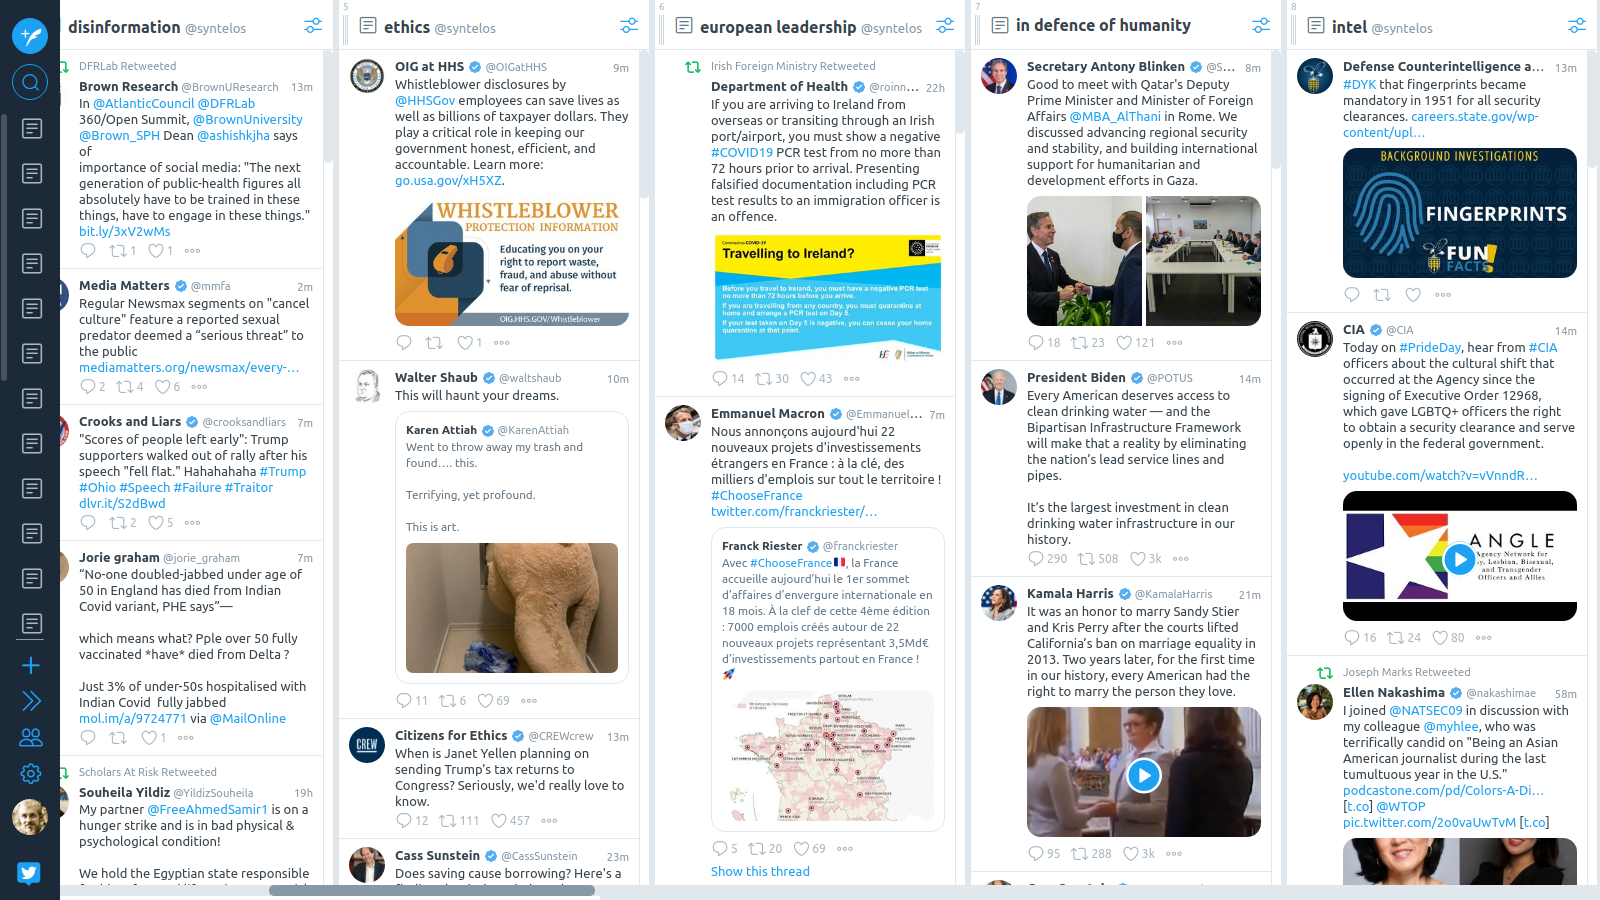 disinformation @syntelos
DFRLab Retweeted
Brown Research @BrownUResearch 13m
In @AtlanticCouncil @DFRLab
360/Open Summit, @BrownUniversity
@Brown_SPH Dean @ashishkjha says
of
importance of social media: "The next
generation of public-health figures all
absolutely have to be trained in these
things, have to engage in these things."
bit.ly/3xV2wMs
1 1
Media Matters @mmfa 2m
Regular Newsmax segments on "cancel
culture" feature a reported sexual
predator deemed a “serious threat” to
the public
mediamatters.org/newsmax/every-…
2 4 6
Crooks and Liars @crooksandliars 7m
"Scores of people left early": Trump
supporters walked out of rally after his
speech "fell flat." Hahahahaha #Trump
#Ohio #Speech #Failure #Traitor
dlvr.it/S2dBwd
2 5
Jorie graham @jorie_graham 7m
“No-one doubled-jabbed under age of
50 in England has died from Indian
Covid variant, PHE says”—
which means what? Pple over 50 fully
vaccinated *have* died from Delta ?
Just 3% of under-50s hospitalised with
Indian Covid fully jabbed
mol.im/a/9724771 via @MailOnline
1
Scholars At Risk Retweeted
Souheila Yildiz @YildizSouheila 19h
My partner @FreeAhmedSamir1 is on a
hunger strike and is in bad physical &
psychological condition!
We hold the Egyptian state responsible
5
ethics @syntelos
OIG at HHS @OIGatHHS 9m
Whistleblower disclosures by
@HHSGov employees can save lives as
well as billions of taxpayer dollars. They
play a critical role in keeping our
government honest, efficient, and
accountable. Learn more:
go.usa.gov/xH5XZ.
WHISTLEBLOWER
PROTECTION INFORMATION
Educating you on your
right to report waste,
fraud, and abuse without
fear of reprisal.
OIG.HHS.GOV/Whistleblower
1
Walter Shaub @waltshaub 10m
This will haunt your dreams.
Karen Attiah @KarenAttiah
Went to throw away my trash and
found…. this.
Terrifying, yet profound.
This is art.
11 6 69
CREW
Citizens for Ethics @CREWcrew 13m
When is Janet Yellen planning on
sending Trump's tax returns to
Congress? Seriously, we'd really love to
know.
12 111 457
Cass Sunstein @CassSunstein 23m
Does saving cause borrowing? Here's a
6
european leadership @syntelos
Irish Foreign Ministry Retweeted
Department of Health @roinn… 22h
If you are arriving to Ireland from
overseas or transiting through an Irish
port/airport, you must show a negative
#COVID19 PCR test from no more than
72 hours prior to arrival. Presenting
falsified documentation including PCR
test results to an immigration officer is
an offence.
Coronavirus COVID-19
Travelling to Ireland?
Before you travel to Ireland, you must have a negative PCR test
no more than 72 hours before you arrive.
If you are travelling from any country, you must quarantine at
home and arrange a PCR test on Day 5.
If your test taken on Day 5 is negative, you can cease your home
quarantine at that point.
14 30 43
Emmanuel Macron @Emmanuel… 7m
Nous annonçons aujourd'hui 22
nouveaux projets d'investissements
étrangers en France : à la clé, des
milliers d'emplois sur tout le territoire !
#ChooseFrance
twitter.com/franckriester/…
Franck Riester @franckriester
Avec #ChooseFrance🇫🇷, la France
accueille aujourd’hui le 1er sommet
d’affaires d’envergure internationale en
18 mois. À la clef de cette 4ème édition
: 7000 emplois créés autour de 22
nouveaux projets représentant 3,5Md€
d’investissements partout en France !
🚀
5 20 69
Show this thread
7
in defence of humanity
Secretary Antony Blinken @S… 8m
Good to meet with Qatar's Deputy
Prime Minister and Minister of Foreign
Affairs @MBA_AlThani in Rome. We
discussed advancing regional security
and stability, and building international
support for humanitarian and
development efforts in Gaza.
18 23 121
President Biden @POTUS 14m
Every American deserves access to
clean drinking water — and the
Bipartisan Infrastructure Framework
will make that a reality by eliminating
the nation’s lead service lines and
pipes.
It’s the largest investment in clean
drinking water infrastructure in our
history.
290 508 3k
Kamala Harris @KamalaHarris 21m
It was an honor to marry Sandy Stier
and Kris Perry after the courts lifted
California’s ban on marriage equality in
2013. Two years later, for the first time
in our history, every American had the
right to marry the person they love.
95 288 3k
8
intel @syntelos
Defense Counterintelligence a… 13m
#DYK that fingerprints became
mandatory in 1951 for all security
clearances. careers.state.gov/wp-
content/upl…
BACKGROUND INVESTIGATIONS
FINGERPRINTS
FUN
FACTS
CIA @CIA 14m
Today on #PrideDay, hear from #CIA
officers about the cultural shift that
occurred at the Agency since the
signing of Executive Order 12968,
which gave LGBTQ+ officers the right
to obtain a security clearance and serve
openly in the federal government.
youtube.com/watch?v=vVnndR…
ANGLE
Agency Network for
Lesbian, Bisexual,
and Transgender
Officers and Allies
16 24 80
Joseph Marks Retweeted
Ellen Nakashima @nakashimae 58m
I joined @NATSEC09 in discussion with
my colleague @myhlee, who was
terrifically candid on "Being an Asian
American journalist during the last
tumultuous year in the U.S."
podcastone.com/pd/Colors-A-Di…
[t.co] @WTOP
pic.twitter.com/2o0vaUwTvM [t.co]